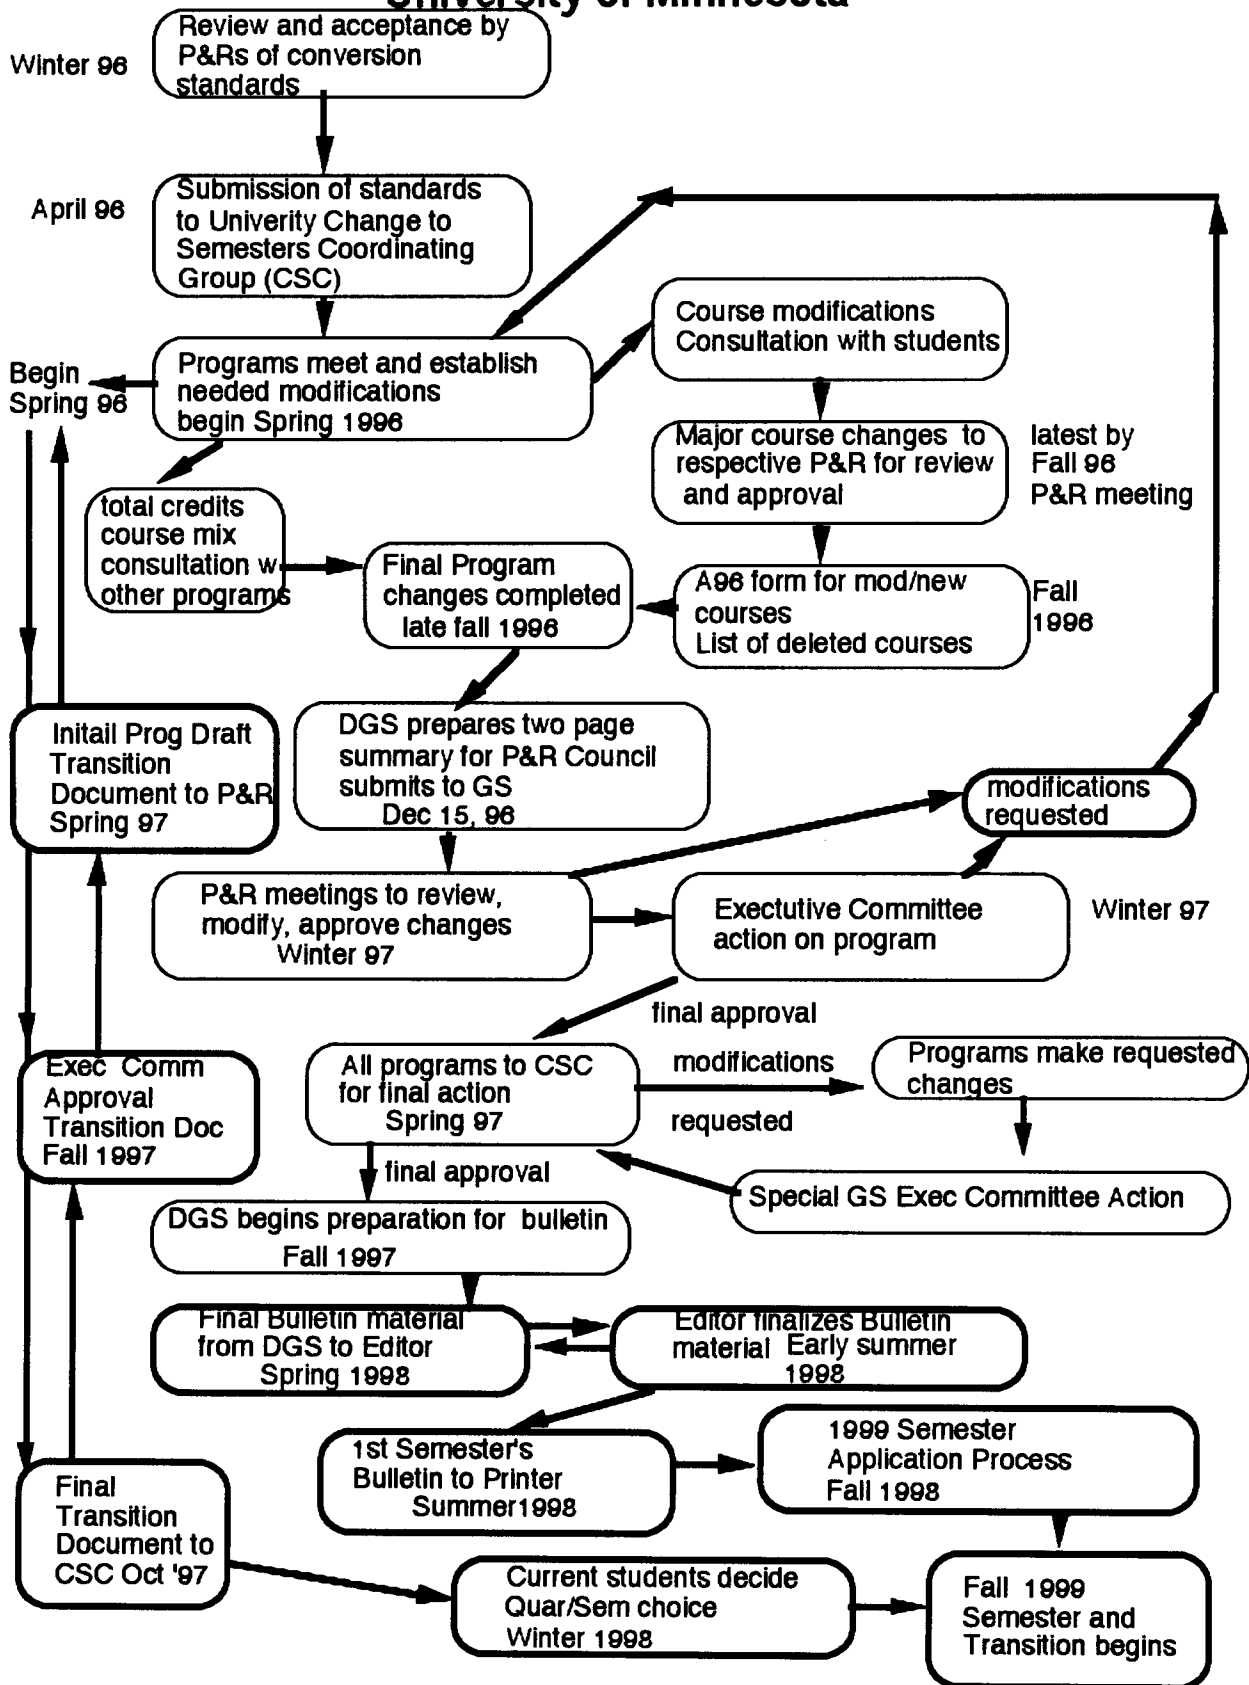 University of Minnesota
Review and acceptance by
P&Rs of conversion
standards
Winter 96
Submission of standards
to Univerity Change to
Semesters Coordinating
Group (CSC)
April 96
Course modifications
Consultation with students
Programs meet and establish
needed modifications
begin Spring 1996
Begin
Spring 96
Major course changes to
respective P&R for review
and approval
latest by
Fall 96
P&R meeting
total credits
course mix
consultation w
other programs
Final Program
changes completed
late fall 1996
A96 form for mod/new
courses
List of deleted courses
Fall
1996
Initail Prog Draft
Transition
Document to P&R
Spring 97
DGS prepares two page
summary for P&R Council
submits to GS
Dec 15, 96
modifications
requested
P&R meetings to review,
modify, approve changes
Winter 97
Exectutive Committee
action on program
Winter 97
final approval
Exec Comm
Approval
Transition Doc
Fall 1997
All programs to CSC
for final action
Spring 97
modifications
requested
Programs make requested
changes
final approval
Special GS Exec Committee Action
DGS begins preparation for bulletin
Fall 1997
Final Bulletin material
from DGS to Editor
Spring 1998
Editor finalizes Bulletin
material Early summer
1998
1st Semester's
Bulletin to Printer
Summer1998
1999 Semester
Application Process
Fall 1998
Final
Transition
Document to
CSC Oct '97
Current students decide
Quar/Sem choice
Winter 1998
Fall 1999
Semester and
Transition begins